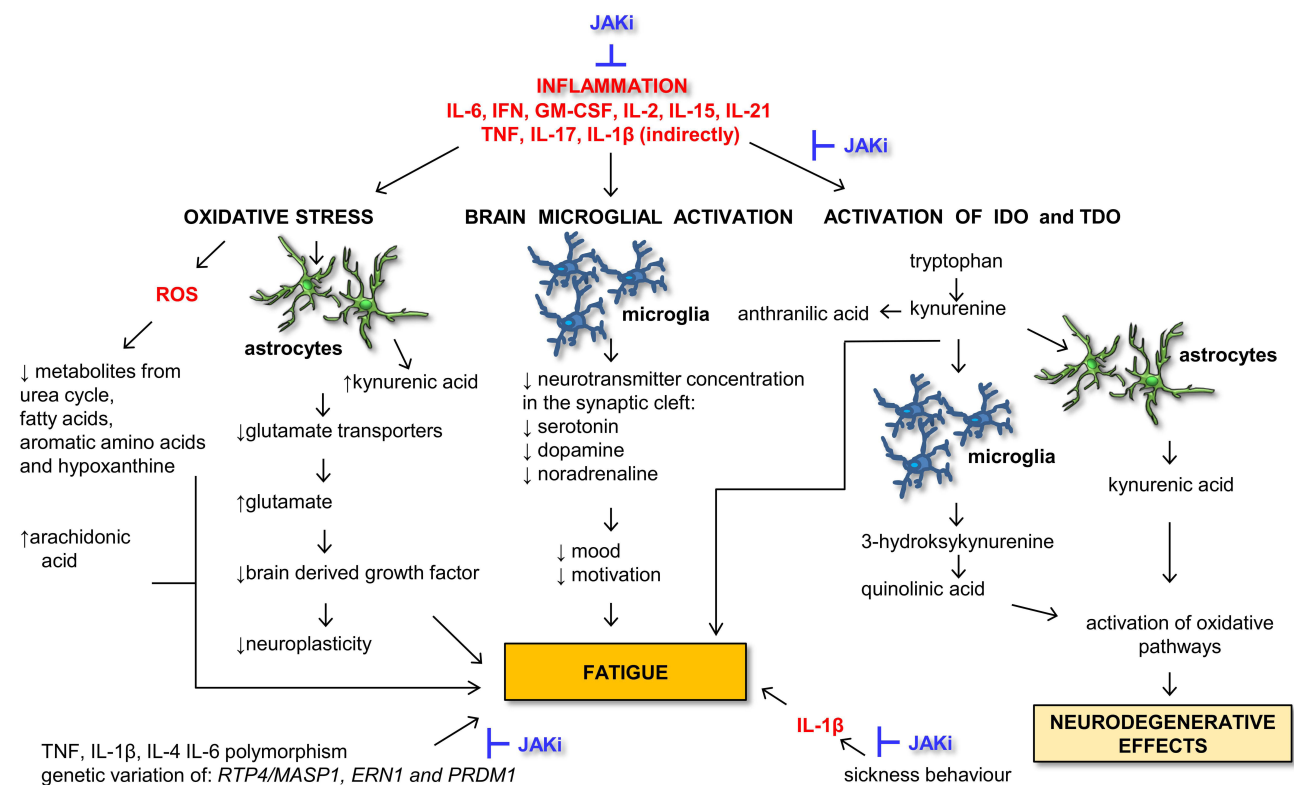 JAKi
INFLAMMATION
IL-6, IFN, GM-CSF, IL-2, IL-15, IL-21
TNF, IL-17, IL-1β (indirectly)
JAKi
OXIDATIVE STRESS
BRAIN MICROGLIAL ACTIVATION
ACTIVATION OF IDO and TDO
ROS
astrocytes
microglia
tryptophan
anthranilic acid
kynurenine
astrocytes
microglia
↓ metabolites from
urea cycle,
fatty acids,
aromatic amino acids
and hypoxanthine
↑arachidonic
acid
↑kynurenic acid
↓glutamate transporters
↑glutamate
↓brain derived growth factor
↓neuroplasticity
↓ neurotransmitter concentration
in the synaptic cleft:
↓ serotonin
↓ dopamine
↓ noradrenaline
↓ mood
↓ motivation
3-hydroksykynurenine
quinolinic acid
kynurenic acid
activation of oxidative
pathways
FATIGUE
NEURODEGENERATIVE
EFFECTS
IL-1β
JAKi
sickness behaviour
JAKi
TNF, IL-1β, IL-4 IL-6 polymorphism
genetic variation of: RTP4/MASP1, ERN1 and PRDM1